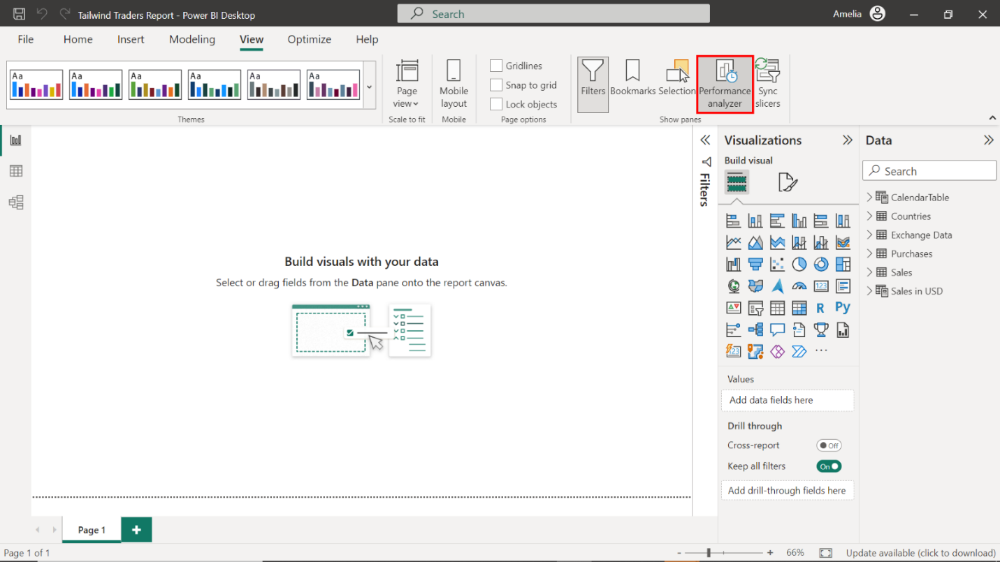 Tailwind Traders Report - Power BI Desktop
Search
Amelia
File
Home
Insert
Modeling
View
Optimize
Help
Aa
Aa
Aa
Aa
Aa
Aa
Themes
Page
view
Scale to fit
Mobile
layout
Mobile
Gridlines
Snap to grid
Lock objects
Page options
Filters
Bookmarks
Selection
Performance
analyzer
Sync
slicers
Show panes
Build visuals with your data
Select or drag fields from the Data pane onto the report canvas.
Filters
Visualizations
Build visual
123
R
Py
123
...
Values
Add data fields here
Drill through
Cross-report
Off
Keep all filters
On
Add drill-through fields here
Data
Search
CalendarTable
Countries
Exchange Data
Purchases
Sales
Sales in USD
Page 1
+
Page 1 of 1
- +
66%
Update available (click to download)